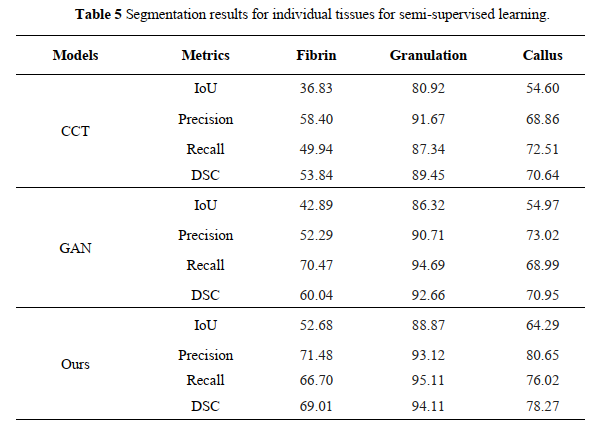 Table 5 Segmentation results for individual tissues for semi-supervised learning.
Models Metrics Fibrin Granulation Callus
CCT
IoU 36.83 80.92 54.60
Precision 58.40 91.67 68.86
Recall 49.94 87.34 72.51
DSC 53.84 89.45 70.64
GAN
IoU 42.89 86.32 54.97
Precision 52.29 90.71 73.02
Recall 70.47 94.69 68.99
DSC 60.04 92.66 70.95
Ours
IoU 52.68 88.87 64.29
Precision 71.48 93.12 80.65
Recall 66.70 95.11 76.02
DSC 69.01 94.11 78.27